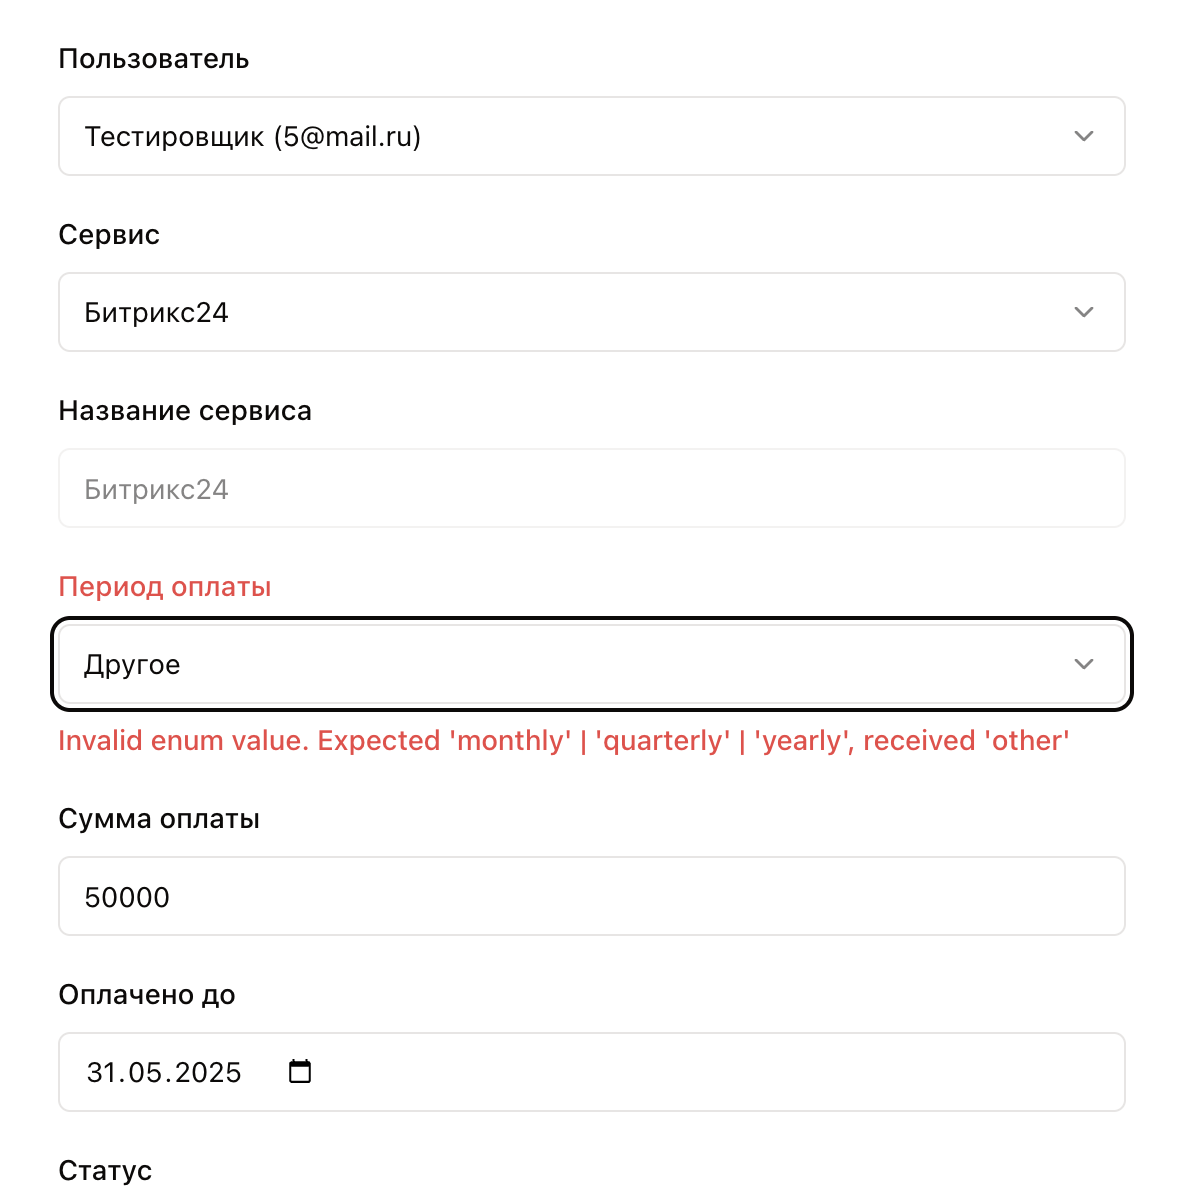 Пользователь
Тестировщик (5@mail.ru)
Сервис
Битрикс24
Название сервиса
Битрикс24
Период оплаты
Другое
Invalid enum value. Expected 'monthly' | 'quarterly' | 'yearly', received 'other'
Сумма оплаты
50000
Оплачено до
31.05.2025
Статус